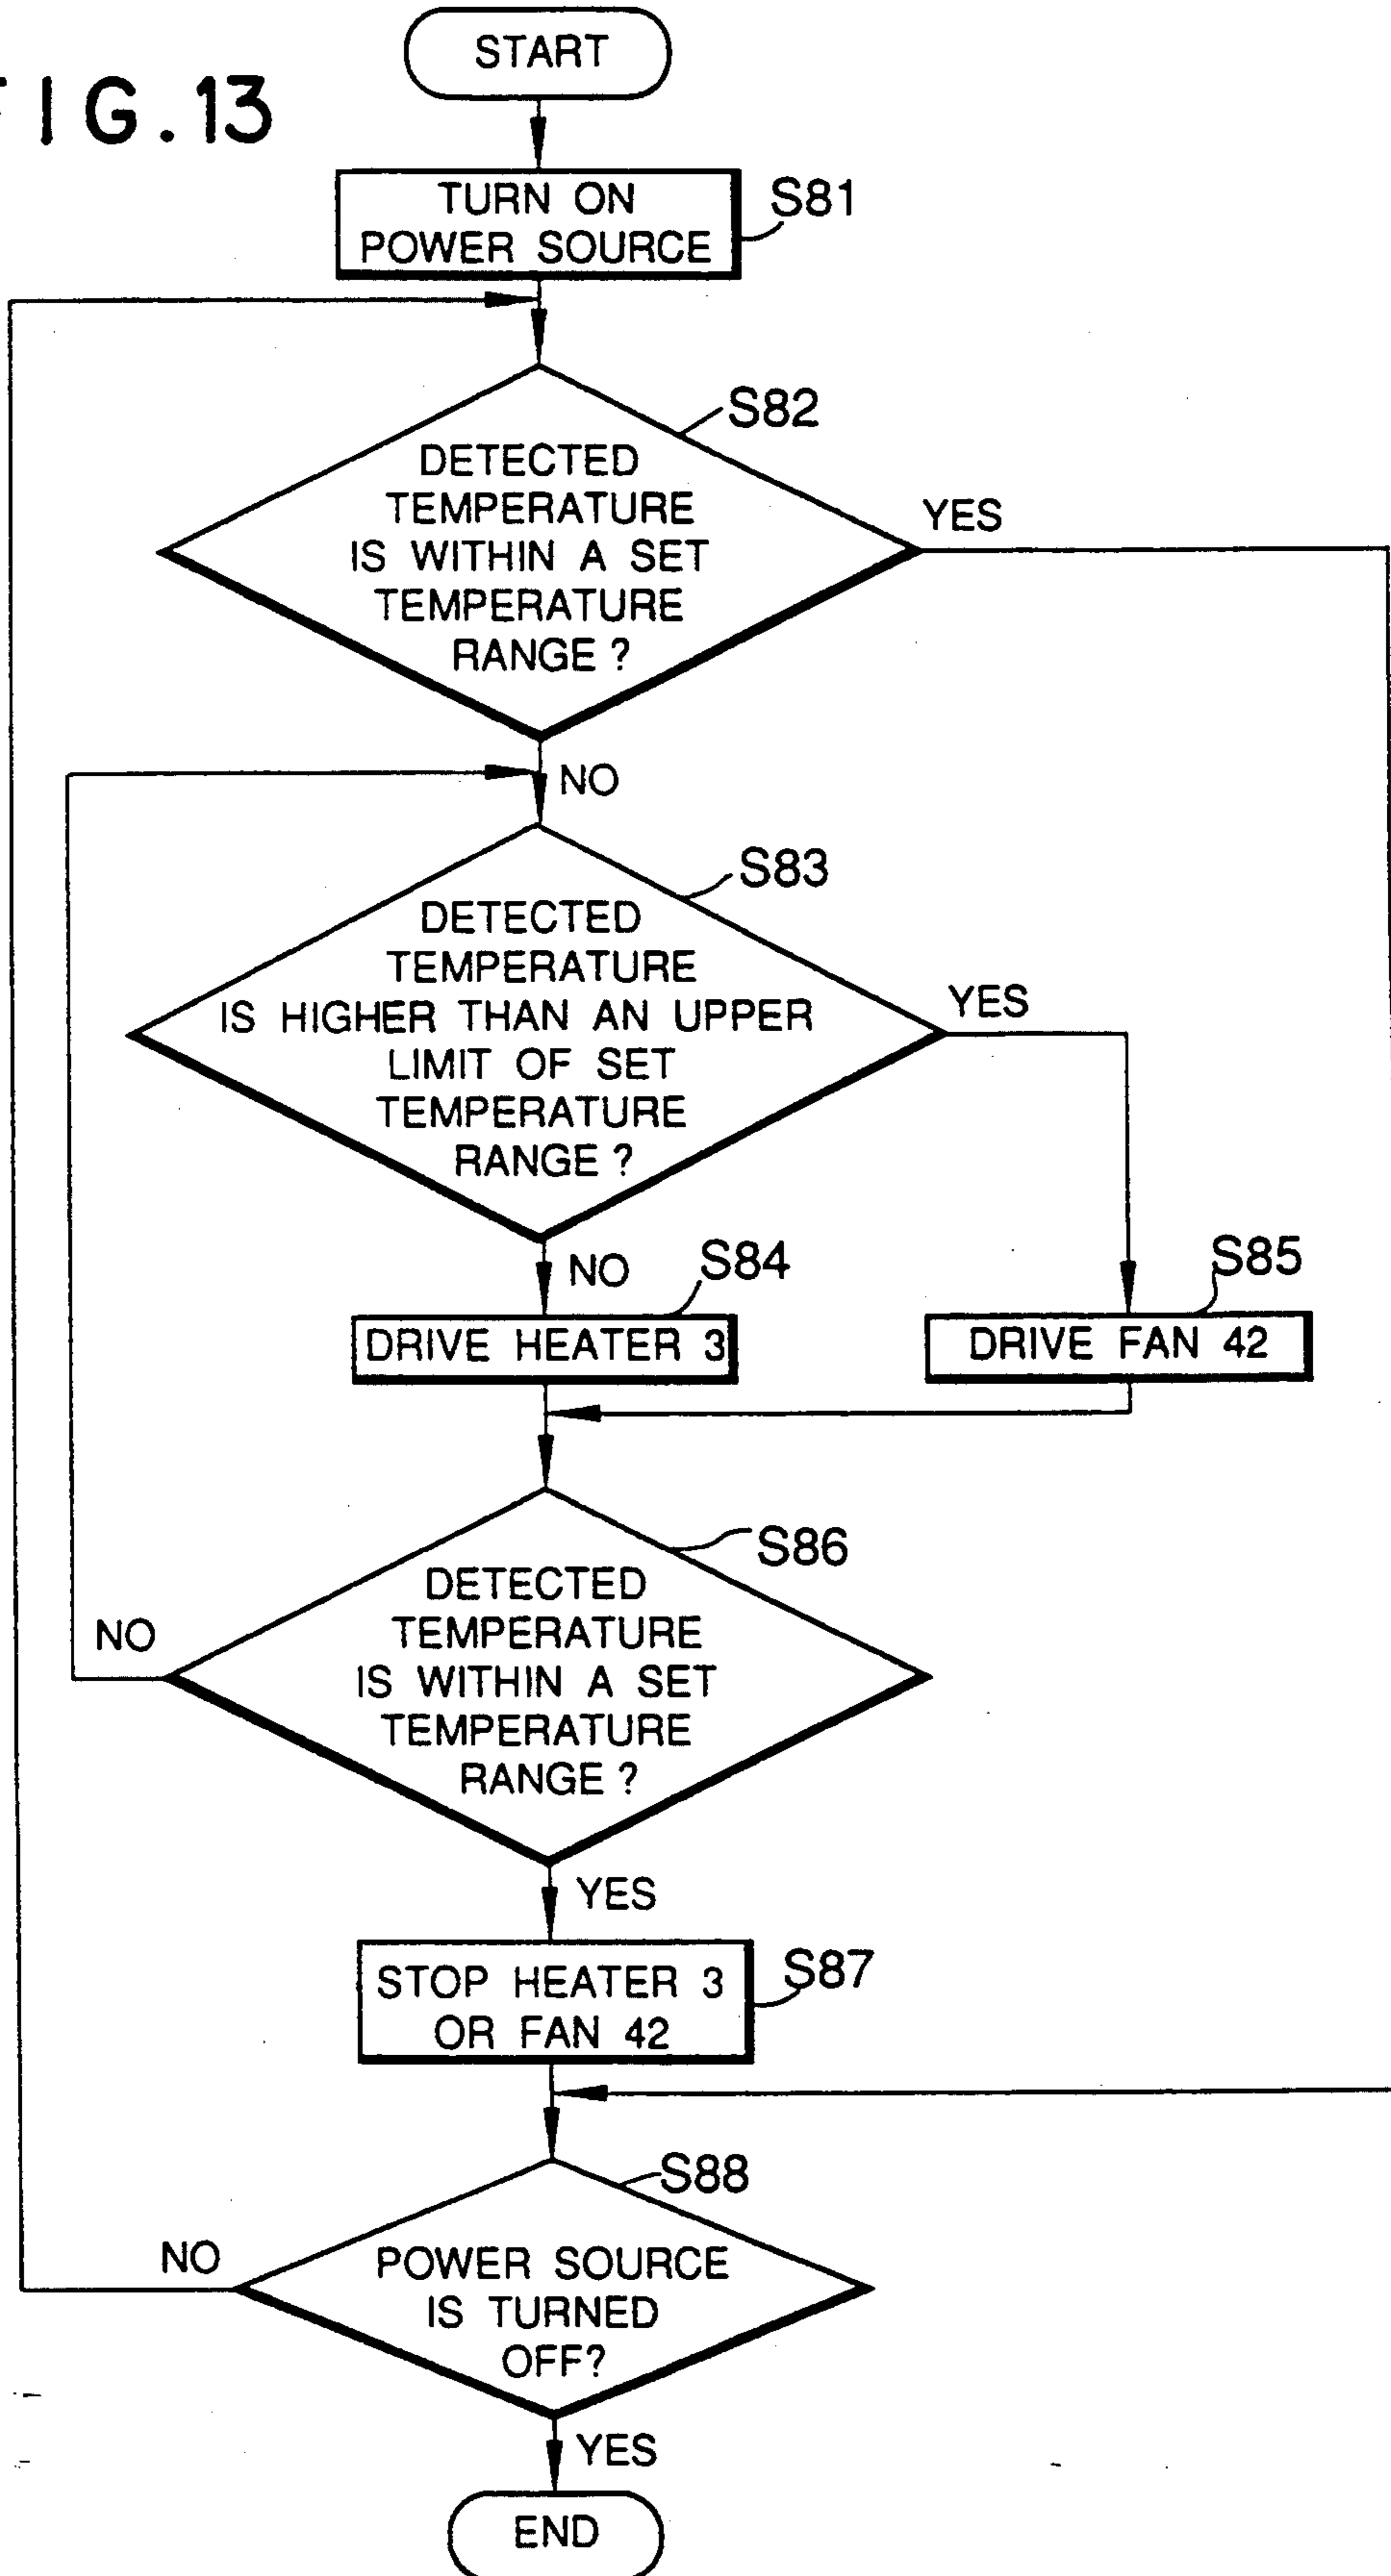 START
FIG.13
TURN ON
POWER SOURCE
S81
S82
DETECTED
TEMPERATURE
IS WITHIN A SET
TEMPERATURE
RANGE?
YES
NO
S83
DETECTED
TEMPERATURE
IS HIGHER THAN AN UPPER
LIMIT OF SET
TEMPERATURE
RANGE?
YES
NO
S84
DRIVE HEATER 3
S85
DRIVE FAN 42
S86
DETECTED
TEMPERATURE
IS WITHIN A SET
TEMPERATURE
RANGE?
NO
YES
STOP HEATER 3
OR FAN 42
S87
S88
POWER SOURCE
IS TURNED
OFF?
NO
YES
END